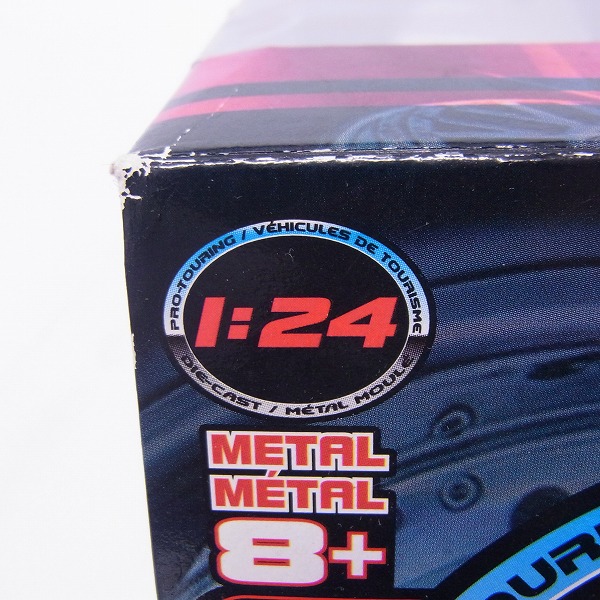 PRO-TOURING / VÉHICULES DE TOURISME
1:24
DIE-CAST / MÉTAL MOULÉ
METAL
MÉTAL
8+